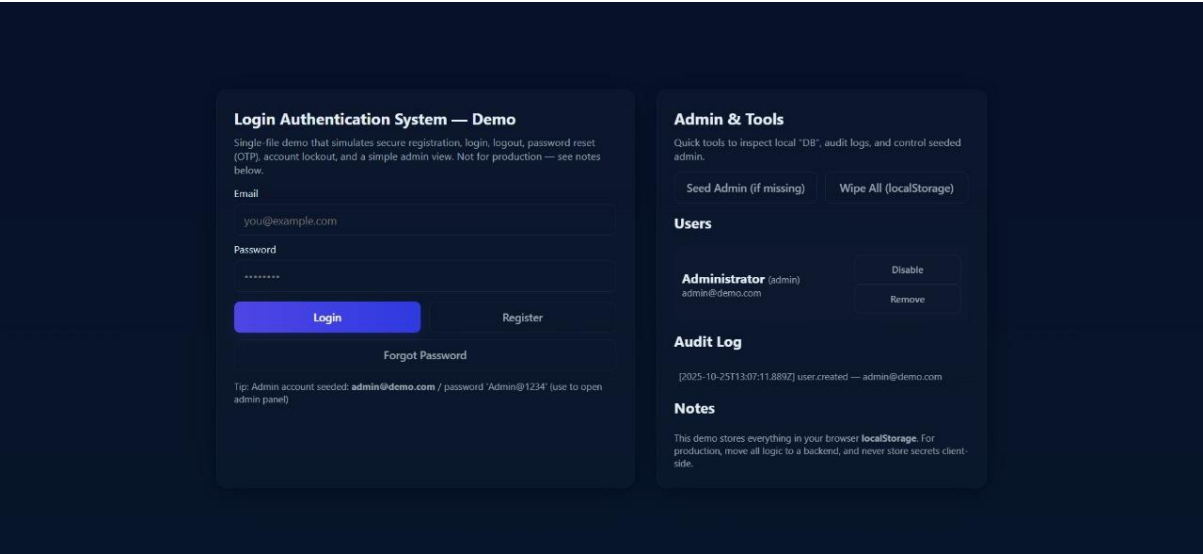 Login Authentication System — Demo
Single-file demo that simulates secure registration, login, logout, password reset
(OTP), account lockout, and a simple admin view. Not for production — see notes
below.
Email
you@example.com
Password
••••••••
Login
Register
Forgot Password
Tip: Admin account seeded: admin@demo.com / password 'Admin@1234' (use to open
admin panel)
Admin & Tools
Quick tools to inspect local "DB", audit logs, and control seeded
admin.
Seed Admin (if missing)
Wipe All (localStorage)
Users
Administrator (admin)
admin@demo.com
Disable
Remove
Audit Log
[2025-10-25T13:07:11.889Z] user.created — admin@demo.com
Notes
This demo stores everything in your browser localStorage. For
production, move all logic to a backend, and never store secrets client-
side.